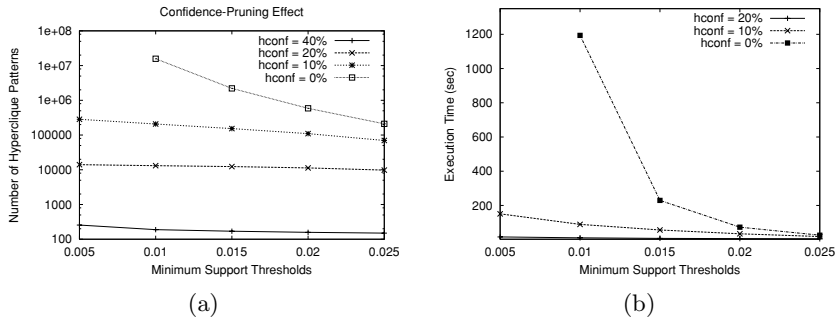 Confidence-Pruning Effect
Number of Hyperclique Patterns
1e+08
1e+07
1e+06
100000
10000
1000
100
hconf = 40%
hconf = 20%
hconf = 10%
hconf = 0%
0.005 0.01 0.015 0.02 0.025
Minimum Support Thresholds
(a)
Execution Time (sec)
1200
1000
800
600
400
200
hconf = 20%
hconf = 10%
hconf = 0%
0.005 0.01 0.015 0.02 0.025
Minimum Support Thresholds
(b)